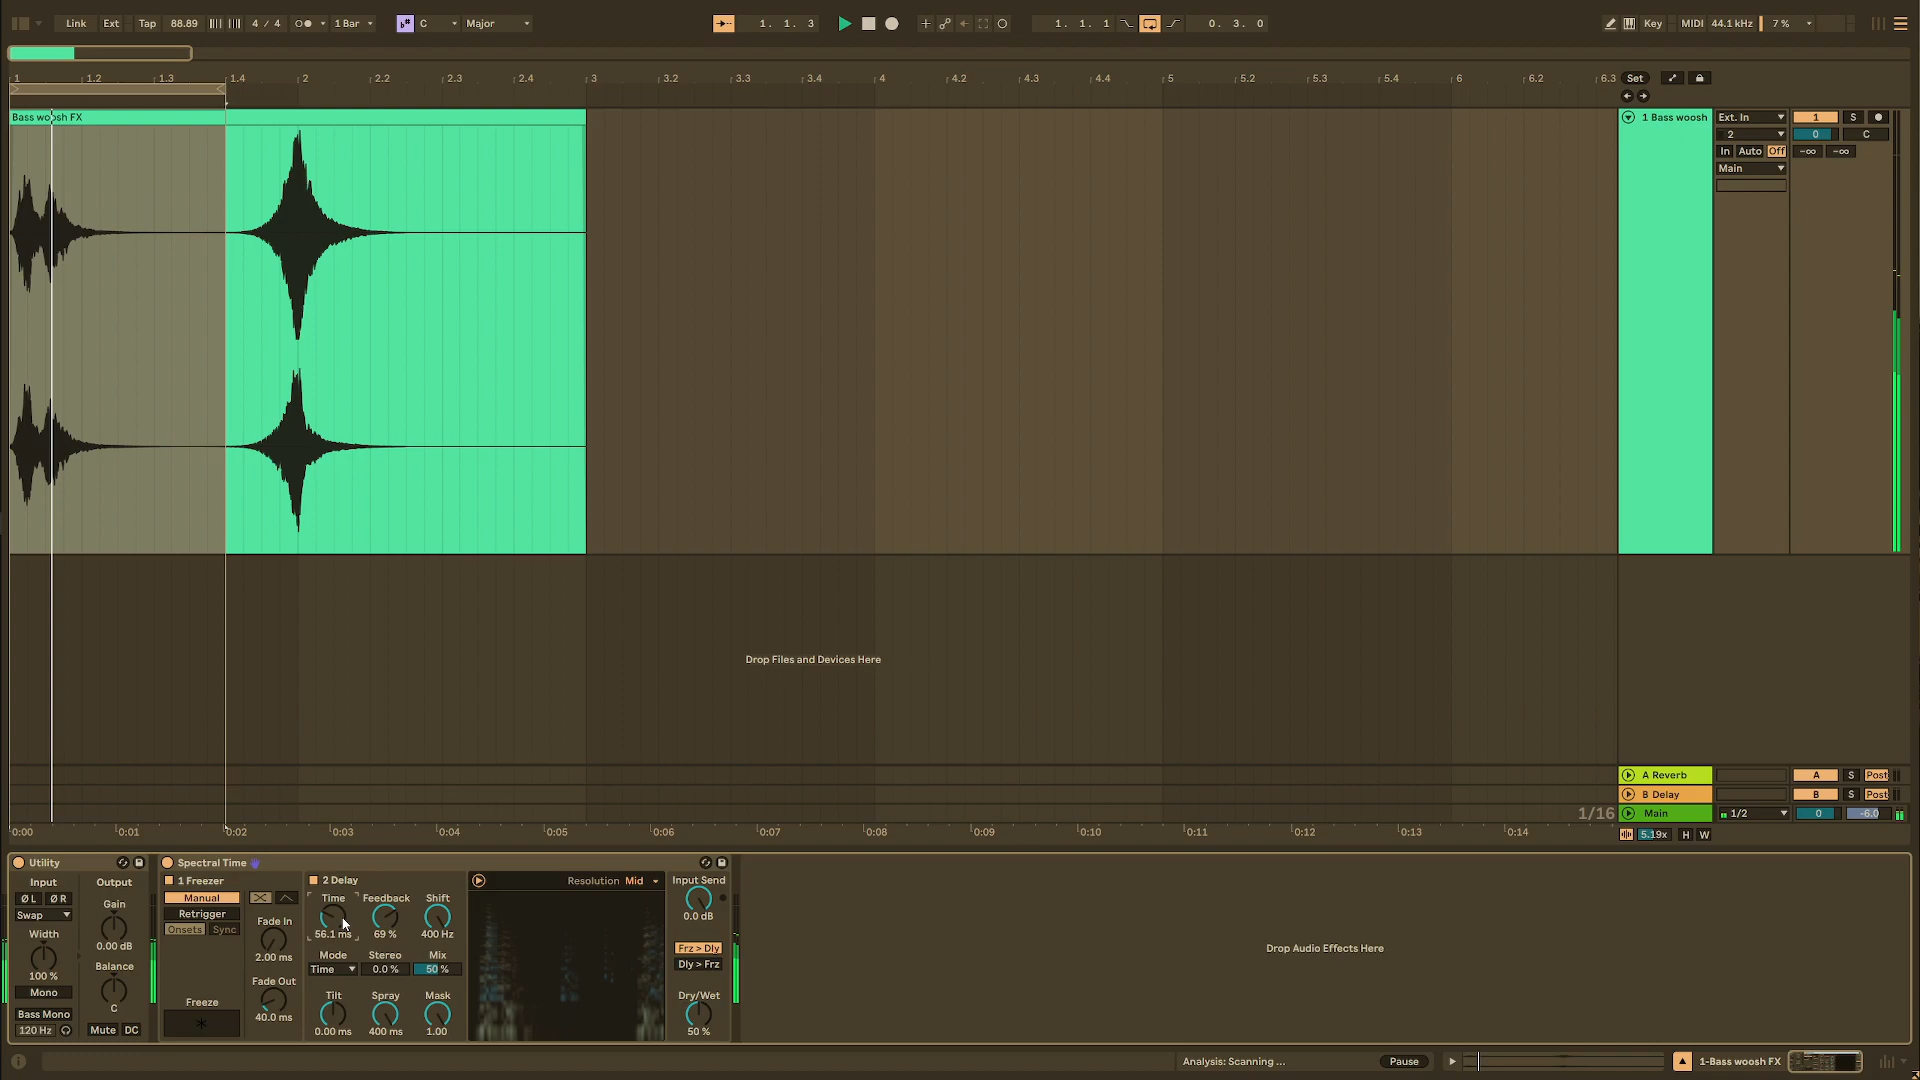 Link Ext Tap 88.89 4 / 4 1 Bar C Major 1. 1. 3 1. 1. 1 0. 3. 0 Key MIDI 44.1 kHz 7 %
1 1.2 1.3 1.4 2 2.2 2.3 2.4 3 3.2 3.3 3.4 4 4.2 4.3 4.4 5 5.2 5.3 5.4 6 6.2 6.3 Set
Bass woosh FX
1 Bass woosh Ext. In 1 S
2 0 C
In Auto Off -∞ -∞
Main
Drop Files and Devices Here
A Reverb A S Post
B Delay B S Post
1/16 Main 1/2 0 -6.0
0:00 0:01 0:02 0:03 0:04 0:05 0:06 0:07 0:08 0:09 0:10 0:11 0:12 0:13 0:14 5.19x H W
Utility
Input Output
Ø L Ø R Gain
Swap
Width 0.00 dB
100 % Balance
Mono
Bass Mono C
120 Hz Mute DC
Spectral Time
1 Freezer
Manual
Retrigger
Onsets Sync
Fade In
2.00 ms
Fade Out
40.0 ms
Freeze
2 Delay
Time Feedback Shift
56.1 ms 69 % 400 Hz
Mode Stereo Mix
Time 0.0 % 50 %
Tilt Spray Mask
0.00 ms 400 ms 1.00
Resolution Mid
Input Send
0.0 dB
Frz > Dly
Dly > Frz
Dry/Wet
50 %
Drop Audio Effects Here
Analysis: Scanning ... Pause 1-Bass woosh FX